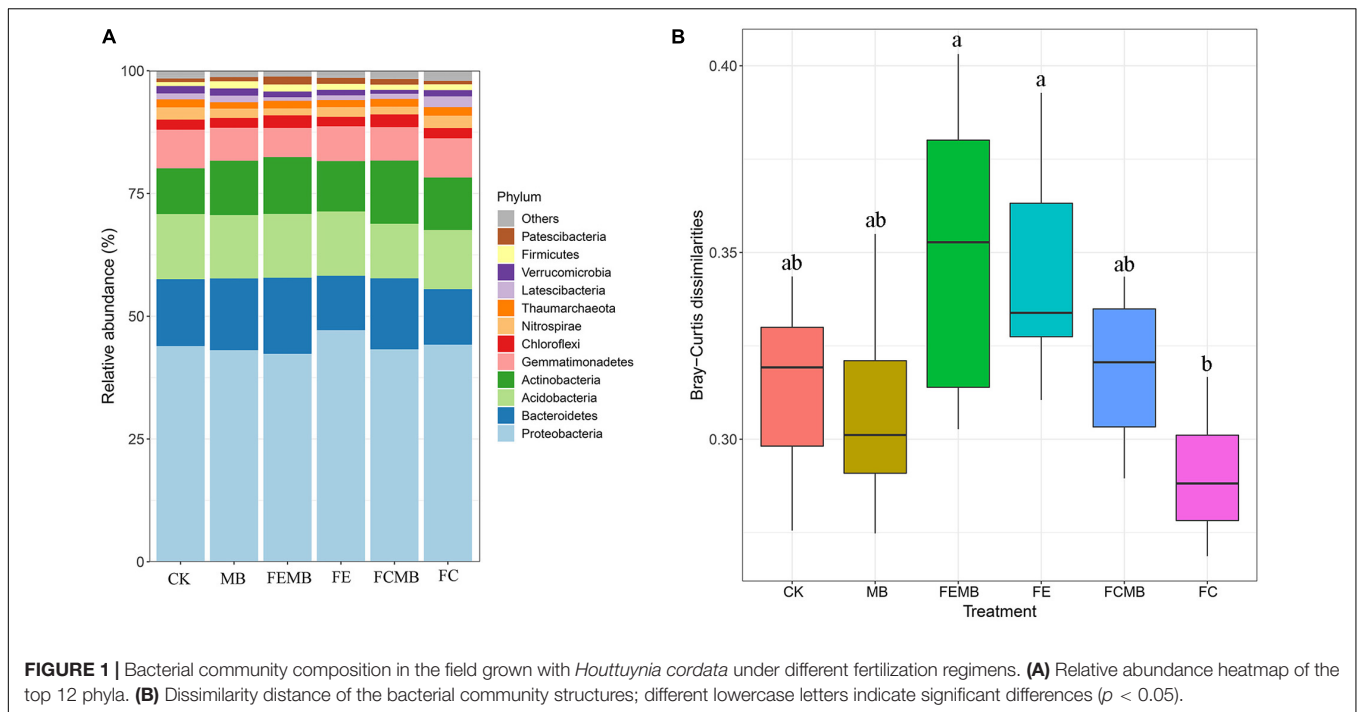 A
Relative abundance (%)
100
75
50
25
0
CK MB FEMB FE FCMB FC
Phylum
Others
Patescibacteria
Firmicutes
Verrucomicrobia
Latescibacteria
Thaumarchaeota
Nitrospirae
Chloroflexi
Gemmatimonadetes
Actinobacteria
Acidobacteria
Bacteroidetes
Proteobacteria
B
Bray−Curtis dissimilarities
0.40
0.35
0.30
ab ab a a ab b
CK MB FEMB FE FCMB FC
Treatment
FIGURE 1 | Bacterial community composition in the field grown with Houttuynia cordata under different fertilization regimens. (A) Relative abundance heatmap of the
top 12 phyla. (B) Dissimilarity distance of the bacterial community structures; different lowercase letters indicate significant differences (p < 0.05).